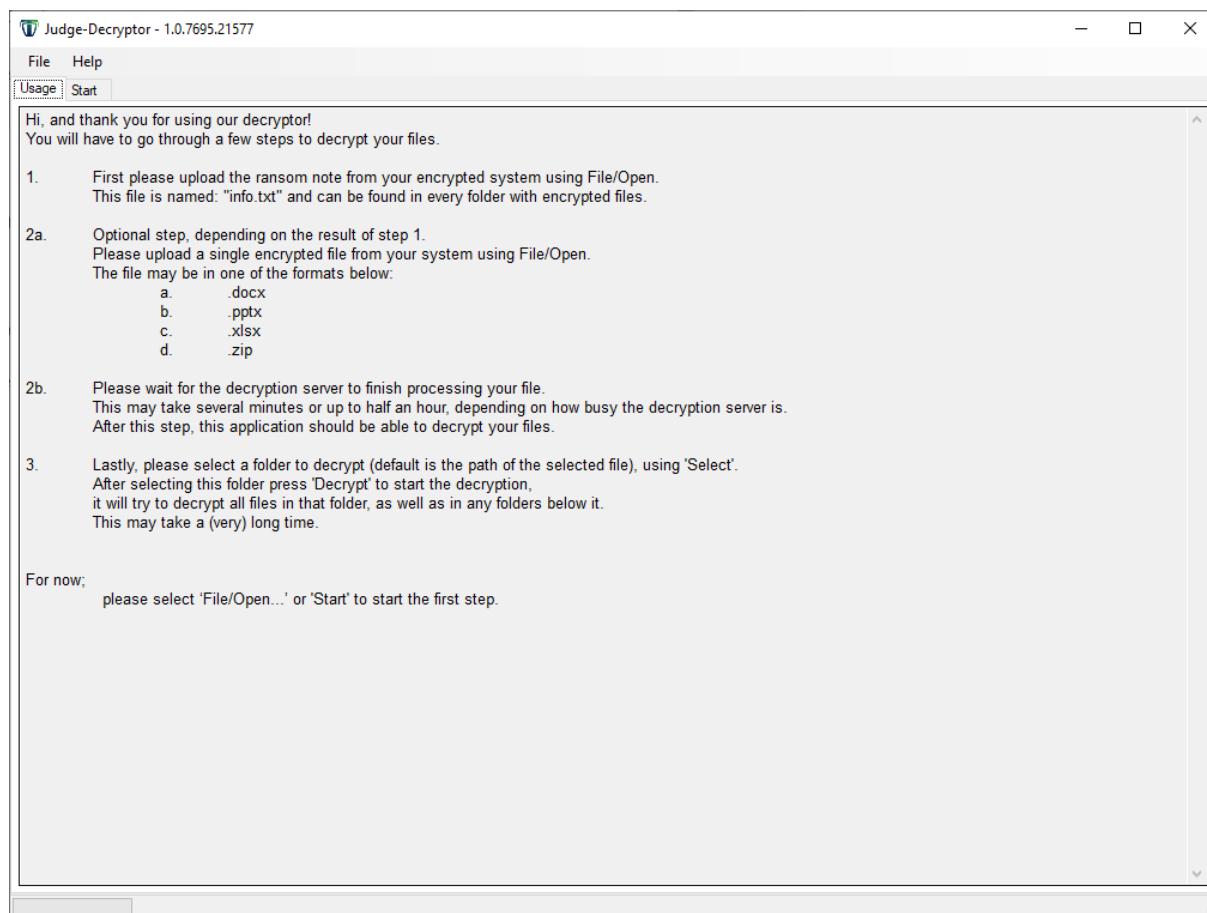 Judge-Decryptor - 1.0.7695.21577
File Help
Usage Start
Hi, and thank you for using our decryptor!
You will have to go through a few steps to decrypt your files.
1. First please upload the ransom note from your encrypted system using File/Open.
This file is named: "info.txt" and can be found in every folder with encrypted files.
2a. Optional step, depending on the result of step 1.
Please upload a single encrypted file from your system using File/Open.
The file may be in one of the formats below:
a. .docx
b. .pptx
c. .xlsx
d. .zip
2b. Please wait for the decryption server to finish processing your file.
This may take several minutes or up to half an hour, depending on how busy the decryption server is.
After this step, this application should be able to decrypt your files.
3. Lastly, please select a folder to decrypt (default is the path of the selected file), using 'Select'.
After selecting this folder press 'Decrypt' to start the decryption,
it will try to decrypt all files in that folder, as well as in any folders below it.
This may take a (very) long time.
For now;
please select ‘File/Open...’ or 'Start' to start the first step.